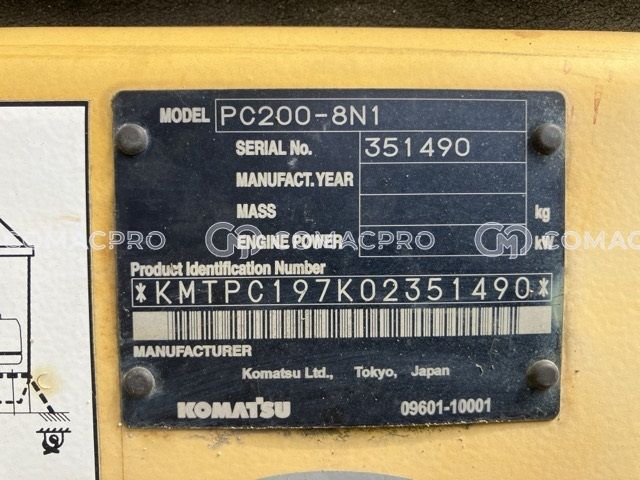 MODEL PC200-8N1
SERIAL No. 351490
MANUFACT.YEAR
MASS kg
COMACPRO COMACPRO COMACPRO
ENGINE POWER kW
Product Identification Number
*KMTPC197K02351490*
MANUFACTURER
Komatsu Ltd., Tokyo, Japan
KOMATSU 09601-10001